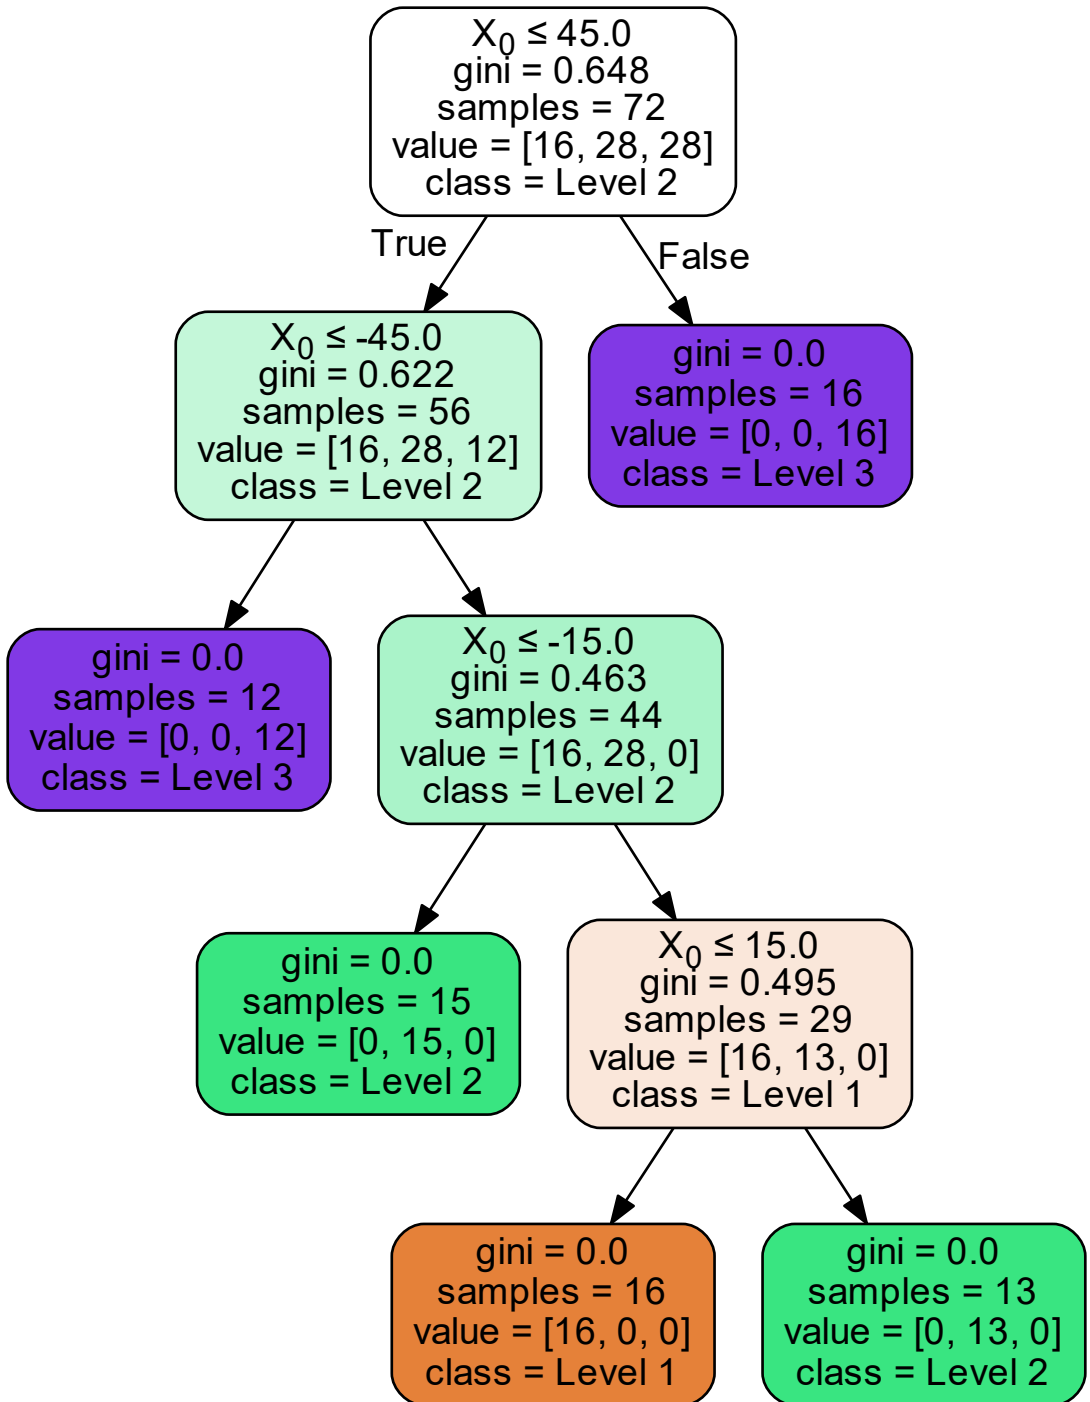 X₀ ≤ 45.0
gini = 0.648
samples = 72
value = [16, 28, 28]
class = Level 2
True
False
X₀ ≤ -45.0
gini = 0.622
samples = 56
value = [16, 28, 12]
class = Level 2
gini = 0.0
samples = 16
value = [0, 0, 16]
class = Level 3
gini = 0.0
samples = 12
value = [0, 0, 12]
class = Level 3
X₀ ≤ -15.0
gini = 0.463
samples = 44
value = [16, 28, 0]
class = Level 2
gini = 0.0
samples = 15
value = [0, 15, 0]
class = Level 2
X₀ ≤ 15.0
gini = 0.495
samples = 29
value = [16, 13, 0]
class = Level 1
gini = 0.0
samples = 16
value = [16, 0, 0]
class = Level 1
gini = 0.0
samples = 13
value = [0, 13, 0]
class = Level 2